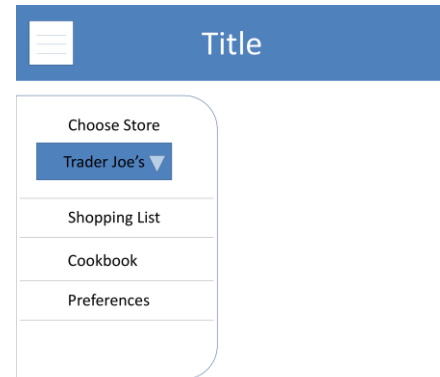 Title
Choose Store
Trader Joe's
Shopping List
Cookbook
Preferences